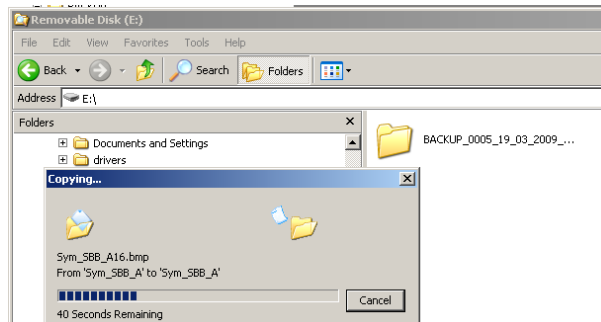 Removable Disk (E:)
File Edit View Favorites Tools Help
Back Search Folders
Address E:\
Folders
Documents and Settings
drivers
BACKUP_0005_19_03_2009_...
Copying...
Sym_SBB_A16.bmp
From 'Sym_SBB_A' to 'Sym_SBB_A'
Cancel
40 Seconds Remaining